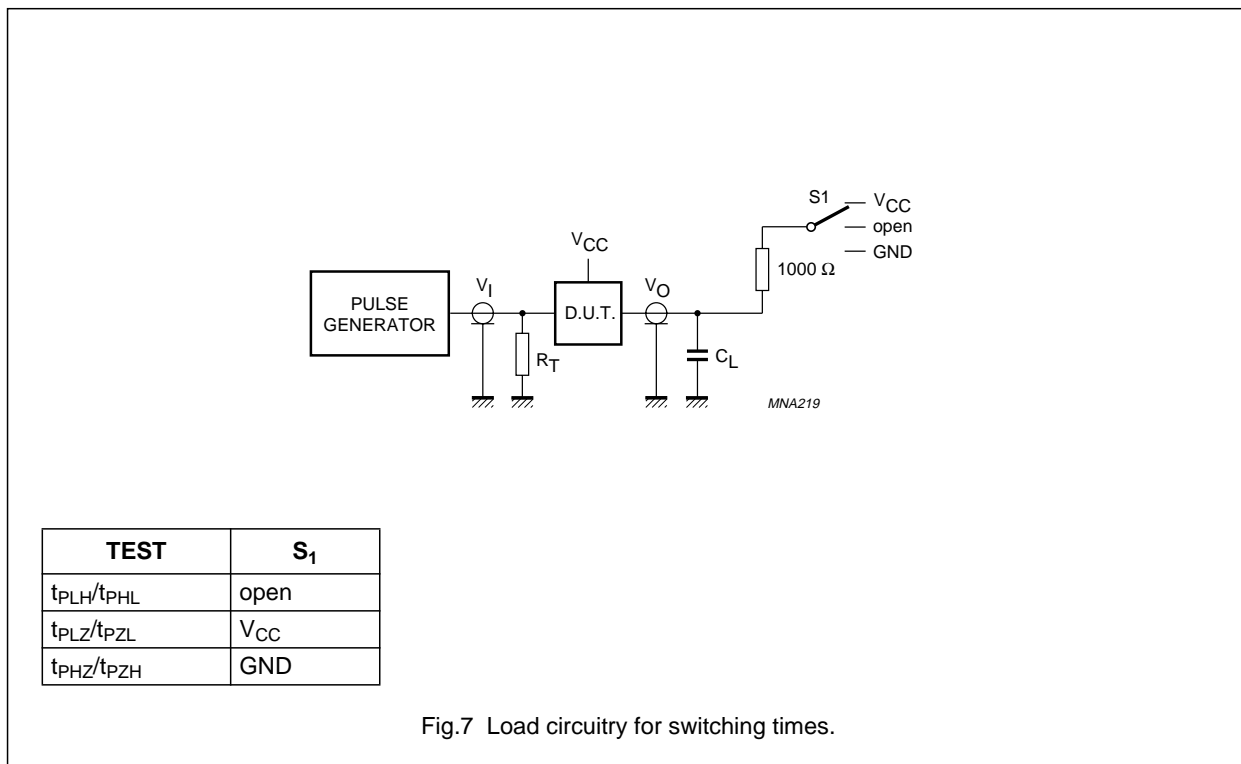 S1
VCC
open
GND
1000 Ω
VCC
VI
VO
PULSE
GENERATOR
D.U.T.
RT
CL
MNA219
TEST S1
tPLH/tPHL open
tPLZ/tPZL VCC
tPHZ/tPZH GND
Fig.7 Load circuitry for switching times.